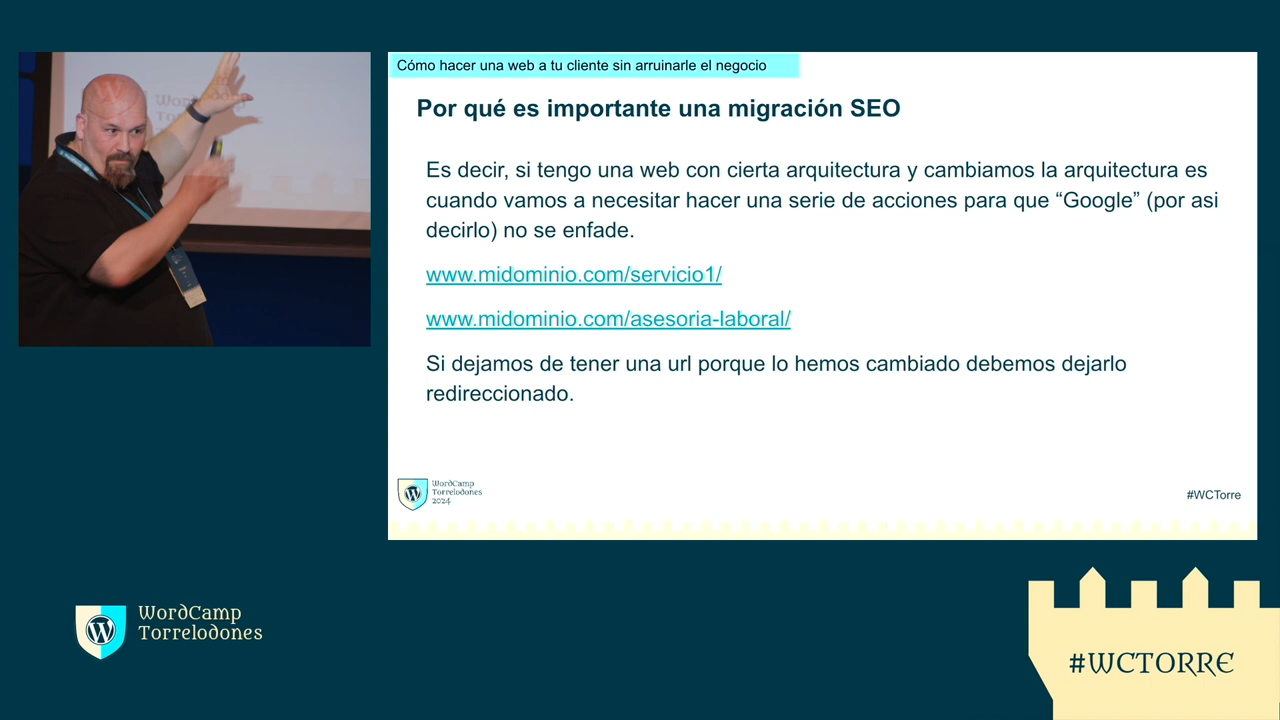 Cómo hacer una web a tu cliente sin arruinarle el negocio
Por qué es importante una migración SEO
Es decir, si tengo una web con cierta arquitectura y cambiamos la arquitectura es
cuando vamos a necesitar hacer una serie de acciones para que “Google” (por asi
decirlo) no se enfade.
www.midominio.com/servicio1/
www.midominio.com/asesoria-laboral/
Si dejamos de tener una url porque lo hemos cambiado debemos dejarlo
redireccionado.
WordCamp
Torrelodones
2024
#WCTorre
WordCamp
Torrelodones
#WCTORRE